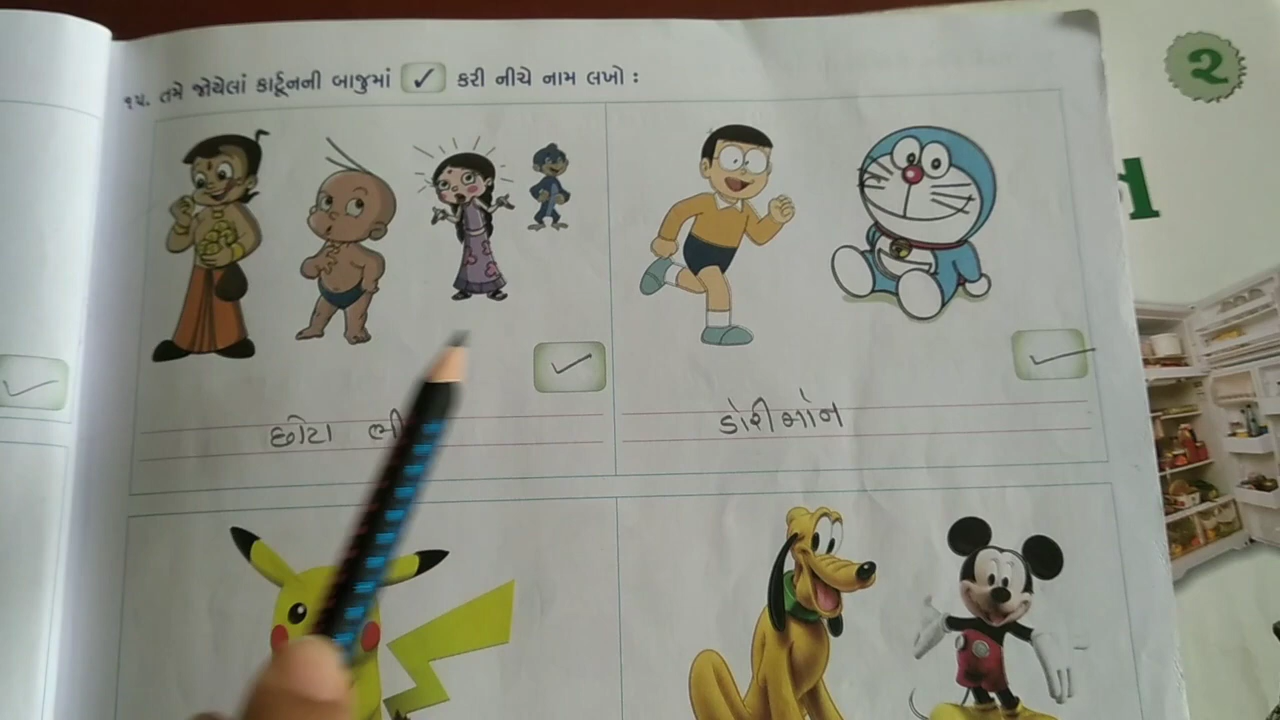 ૧૫. તમે જોયેલાં કાર્ટૂનની બાજુમાં ✓ કરી નીચે નામ લખો :
છોટા
ડોરીમોન
૨